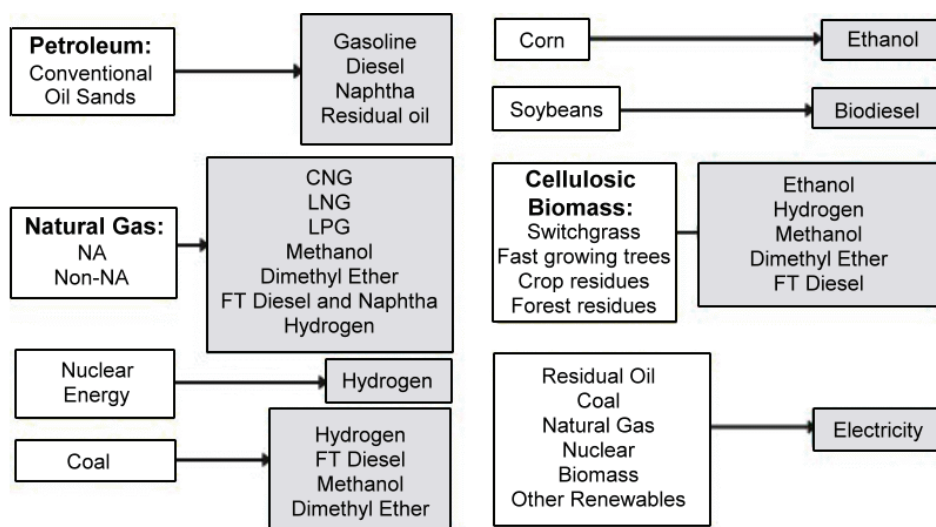 Petroleum:
Conventional
Oil Sands
Gasoline
Diesel
Naphtha
Residual oil
Natural Gas:
NA
Non-NA
CNG
LNG
LPG
Methanol
Dimethyl Ether
FT Diesel and Naphtha
Hydrogen
Nuclear
Energy
Hydrogen
Coal
Hydrogen
FT Diesel
Methanol
Dimethyl Ether
Corn
Ethanol
Soybeans
Biodiesel
Cellulosic
Biomass:
Switchgrass
Fast growing trees
Crop residues
Forest residues
Ethanol
Hydrogen
Methanol
Dimethyl Ether
FT Diesel
Residual Oil
Coal
Natural Gas
Nuclear
Biomass
Other Renewables
Electricity